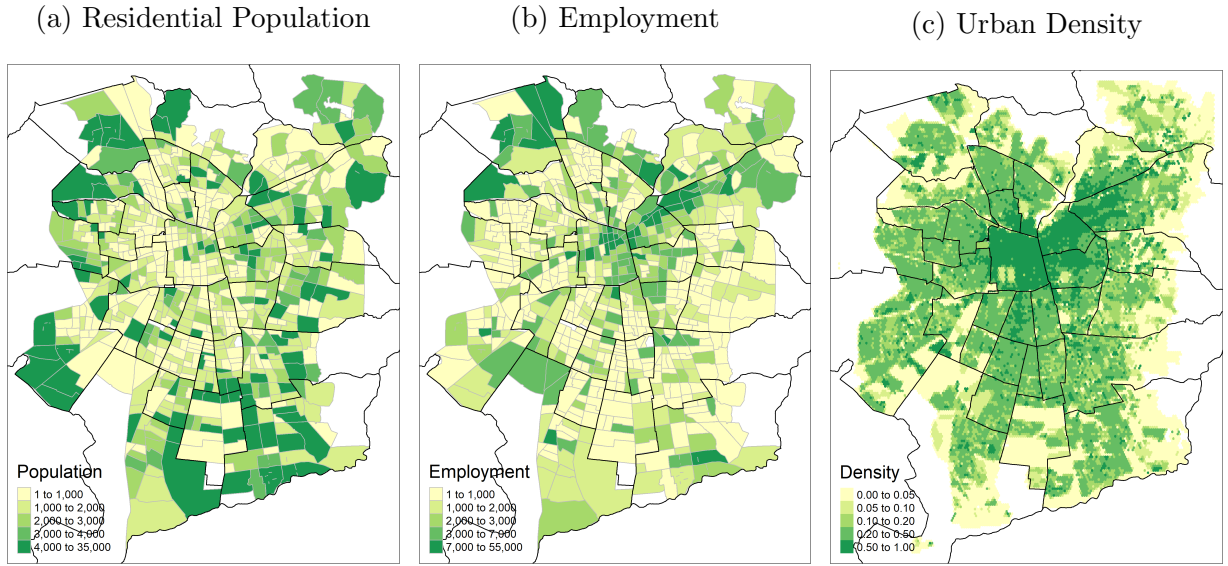 (a) Residential Population
(b) Employment
(c) Urban Density
Population
1 to 1,000
1,000 to 2,000
2,000 to 3,000
3,000 to 4,000
4,000 to 35,000
Employment
1 to 1,000
1,000 to 2,000
2,000 to 3,000
3,000 to 7,000
7,000 to 55,000
Density
0.00 to 0.05
0.05 to 0.10
0.10 to 0.20
0.20 to 0.50
0.50 to 1.00